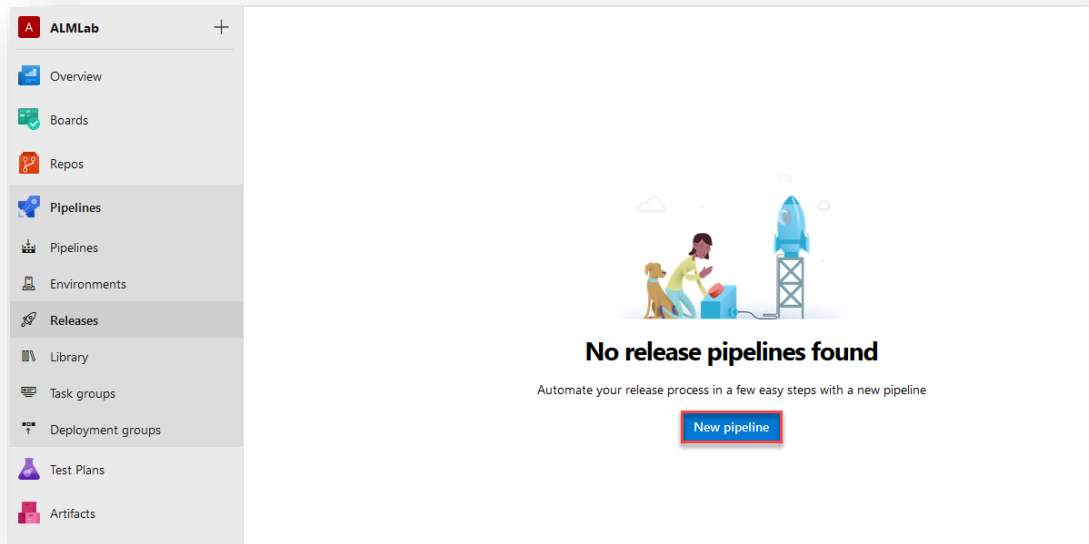 A ALMLab
Overview
Boards
Repos
Pipelines
Pipelines
Environments
Releases
Library
Task groups
Deployment groups
Test Plans
Artifacts
No release pipelines found
Automate your release process in a few easy steps with a new pipeline
New pipeline